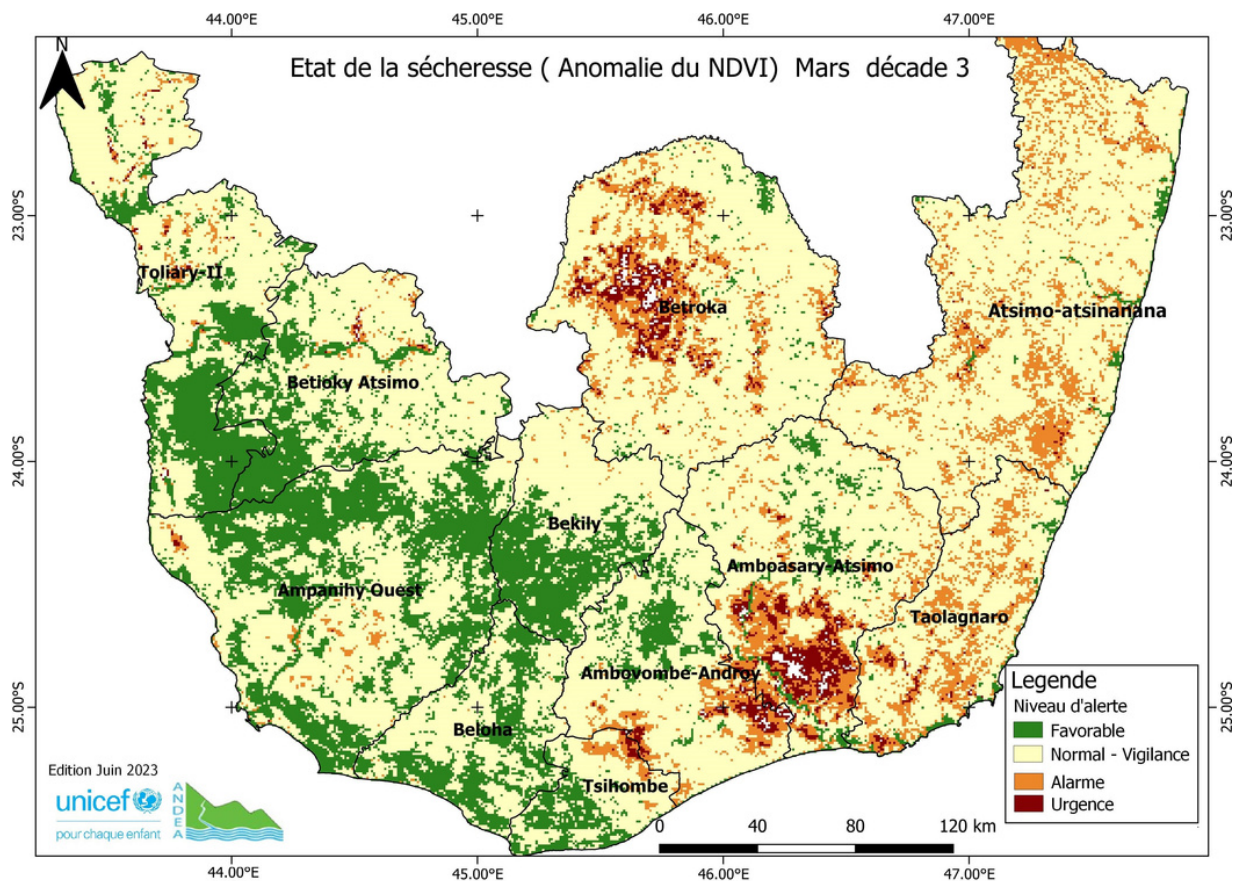 44.00°E 45.00°E 46.00°E 47.00°E
N
Etat de la sécheresse ( Anomalie du NDVI) Mars décade 3
23.00°S 23.00°S
Toliary-II
Betroka
Atsimo-atsinanana
Betioky Atsimo
24.00°S 24.00°S
Bekily
Amboasary-Atsimo
Ampanihy Ouest
Taolagnaro
Ambovombe-Androy
25.00°S 25.00°S
Beloha
Tsihombe
Legende
Niveau d'alerte
Favorable
Normal - Vigilance
Alarme
Urgence
Edition Juin 2023
unicef
pour chaque enfant
ANDEA
0 40 80 120 km
44.00°E 45.00°E 46.00°E 47.00°E